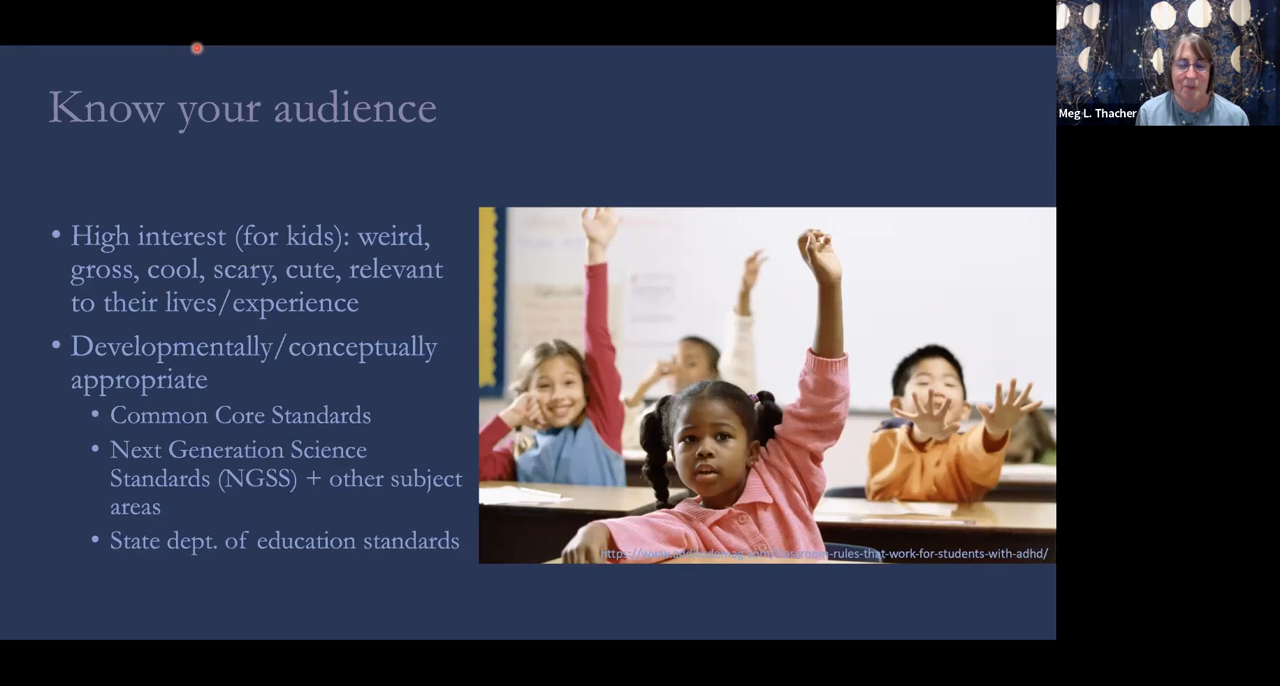 Know your audience
• High interest (for kids): weird,
gross, cool, scary, cute, relevant
to their lives/experience
• Developmentally/conceptually
appropriate
• Common Core Standards
• Next Generation Science
Standards (NGSS) + other subject
areas
• State dept. of education standards
-rules-that-work-for-students-with-adhd/
Meg L. Thacher